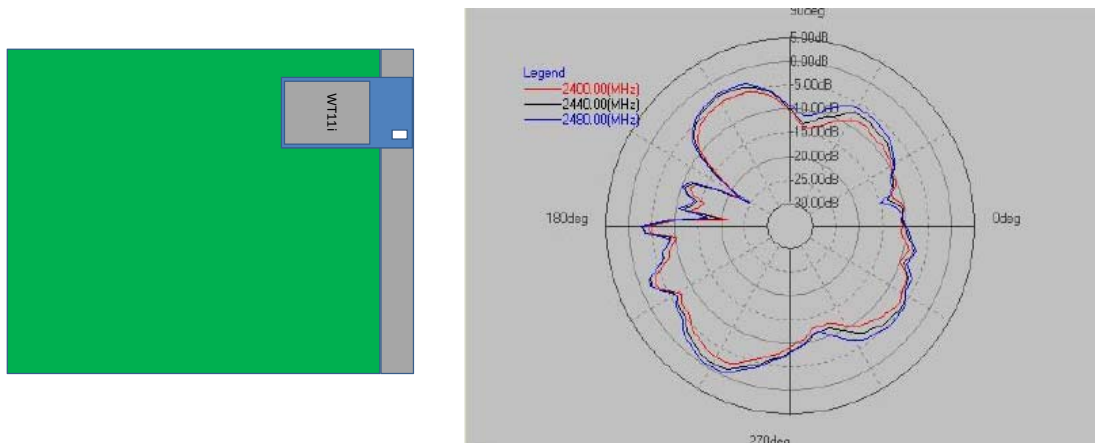 WT11i
90deg
5.00dB
0.00dB
-5.00dB
-10.00dB
-15.00dB
-20.00dB
-25.00dB
-30.00dB
Legend
2400.00(MHz)
2440.00(MHz)
2480.00(MHz)
180deg
0deg
270deg